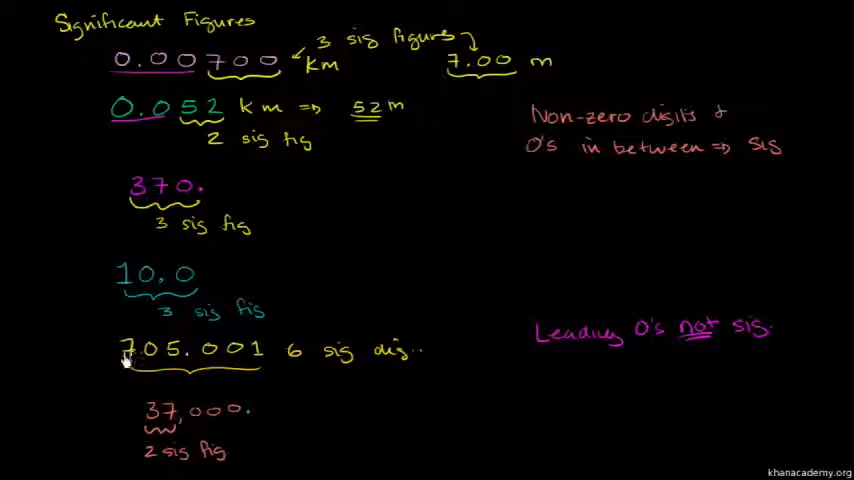 Significant Figures
3 sig figures
0.00700 km
7.00 m
0.052 km ⇒ 52 m
2 sig fig
Non-zero digits +
0's in between ⇒ sig
370.
3 sig fig
10.0
3 sig fig
Leading 0's not sig.
705.001 6 sig dig..
37,000.
2 sig fig
khanacademy.org